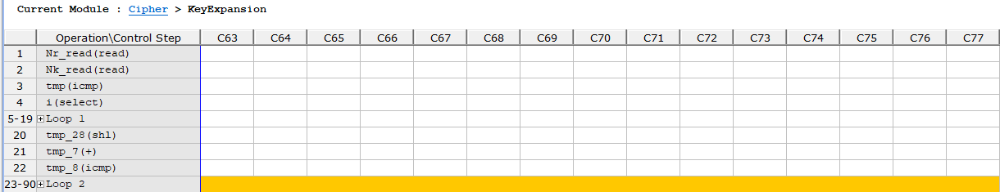 Current Module : Cipher > KeyExpansion
Operation\Control Step C63 C64 C65 C66 C67 C68 C69 C70 C71 C72 C73 C74 C75 C76 C77
1 Nr_read(read)
2 Nk_read(read)
3 tmp(icmp)
4 i(select)
5-19 Loop 1
20 tmp_28(shl)
21 tmp_7(+)
22 tmp_8(icmp)
23-90 Loop 2